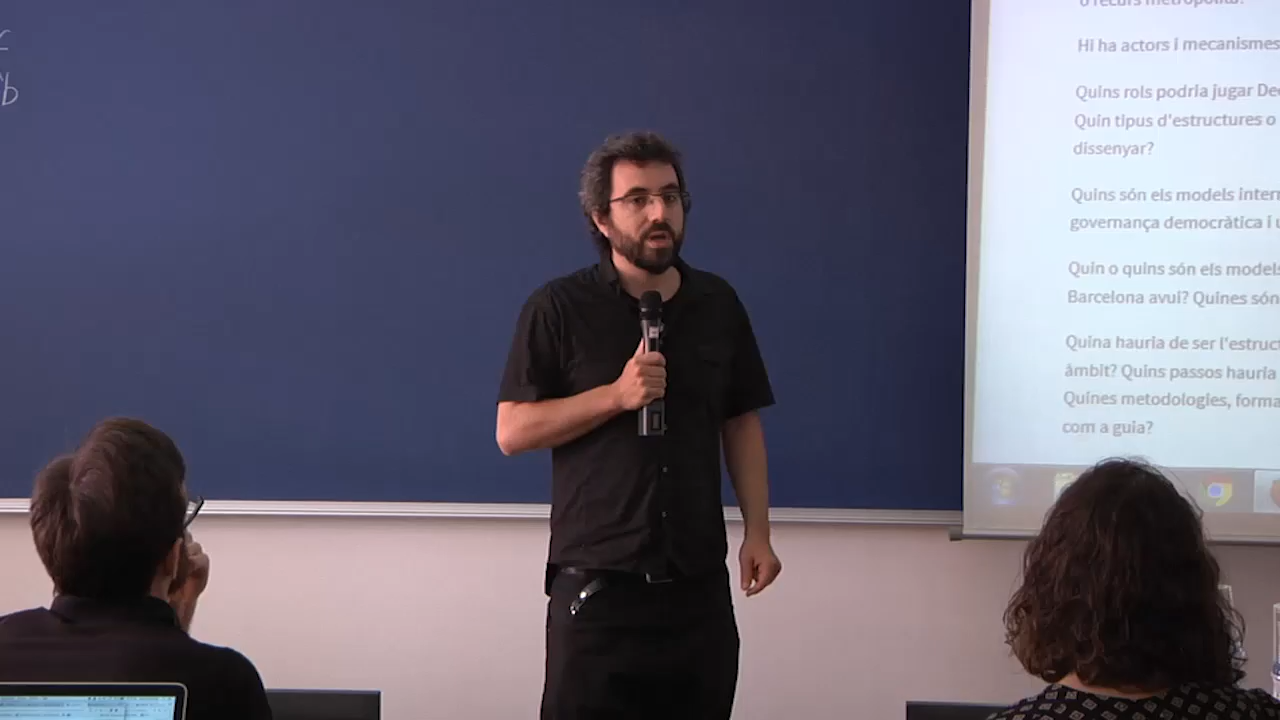 b
o recurs metropolità?
Hi ha actors i mecanismes
Quins rols podria jugar De
Quin tipus d'estructures o
dissenyar?
Quins són els models inter
governança democràtica i
Quin o quins són els models
Barcelona avui? Quines són
Quina hauria de ser l'estruct
àmbit? Quins passos hauria
Quines metodologies, forma
com a guia?